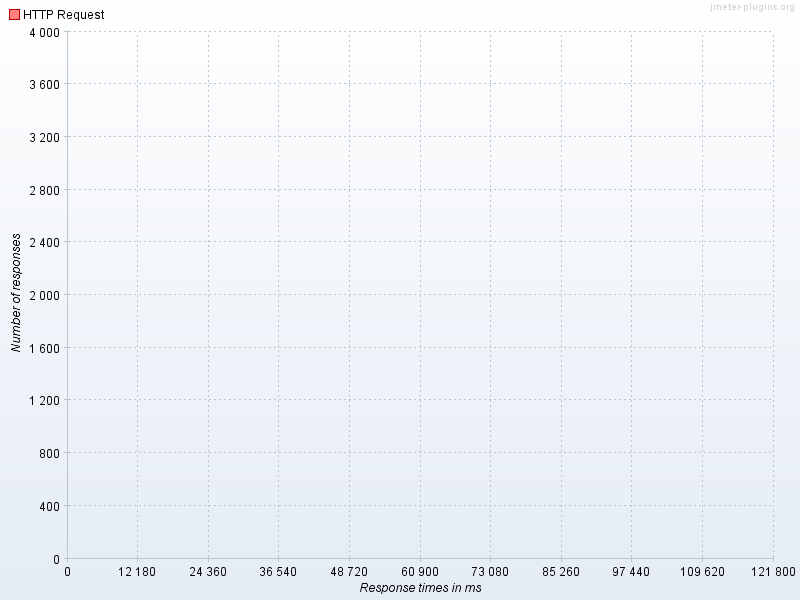 HTTP Request
jmeter-plugins.org
4 000
3 600
3 200
2 800
2 400
2 000
1 600
1 200
800
400
0
Number of responses
0 12 180 24 360 36 540 48 720 60 900 73 080 85 260 97 440 109 620 121 800
Response times in ms